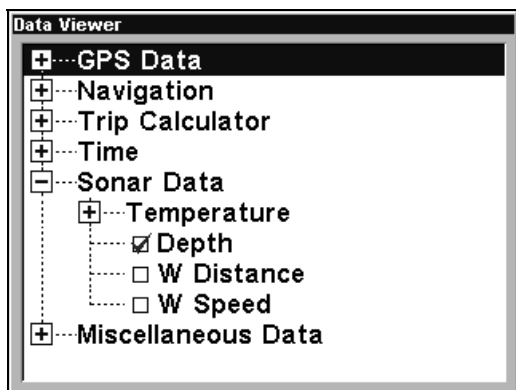 Data Viewer
GPS Data
Navigation
Trip Calculator
Time
Sonar Data
Temperature
Depth
W Distance
W Speed
Miscellaneous Data